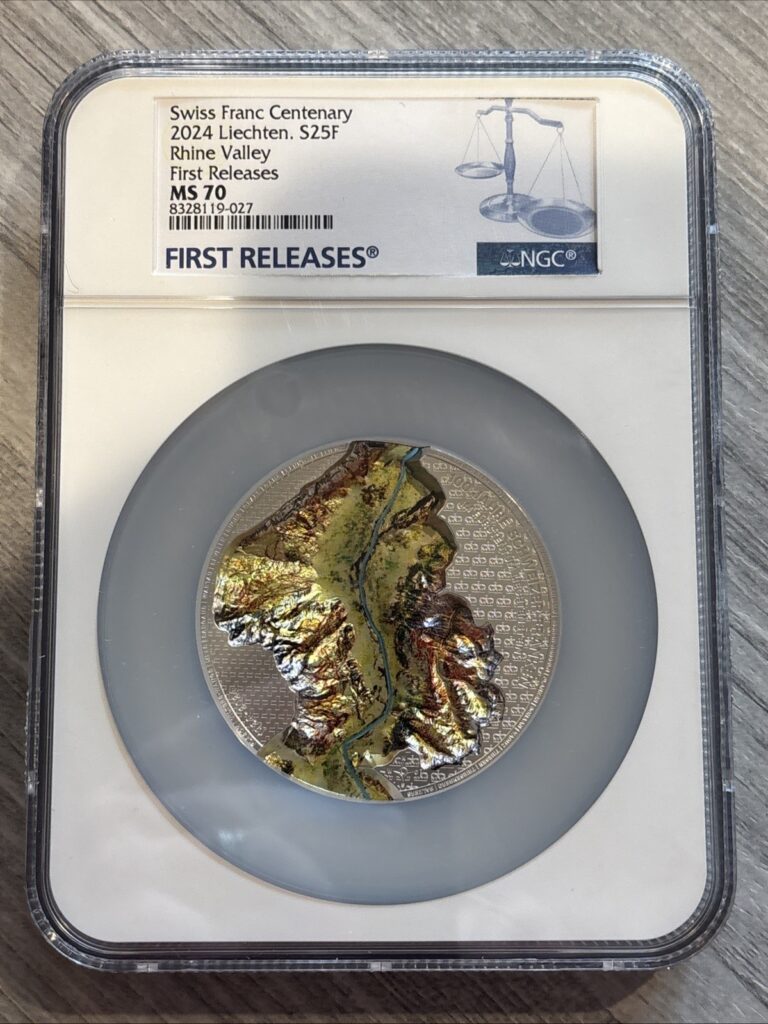 Swiss Franc Centenary
2024 Liechten. S25F
Rhine Valley
First Releases
MS 70
8328119-027
FIRST RELEASES®
NGC®